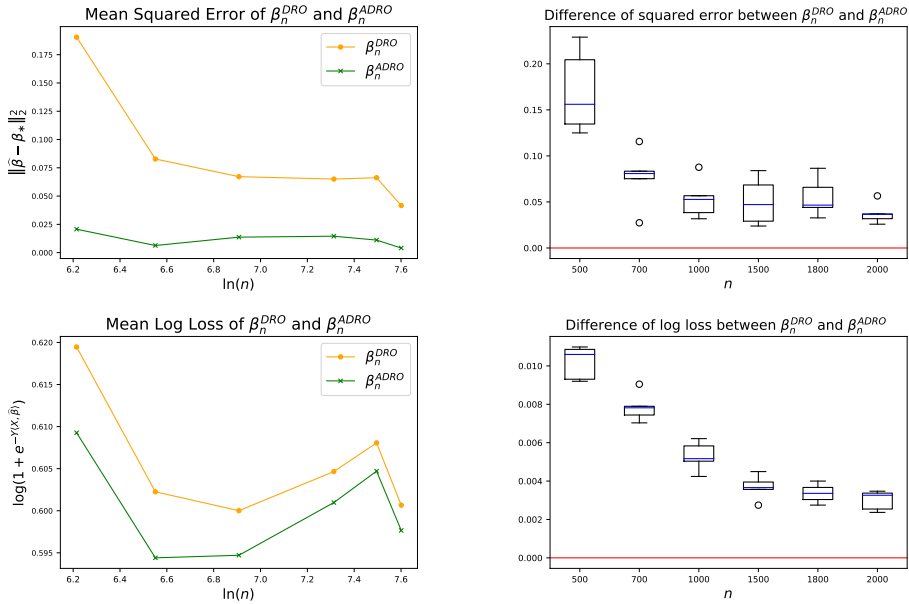 Mean Squared Error of β_n^{DRO} and β_n^{ADRO}
‖β̂ − β_*‖_2^2
0.175
0.150
0.125
0.100
0.075
0.050
0.025
0.000
β_n^{DRO}
β_n^{ADRO}
6.2 6.4 6.6 6.8 7.0 7.2 7.4 7.6
ln(n)
Difference of squared error between β_n^{DRO} and β_n^{ADRO}
0.20
0.15
0.10
0.05
0.00
500 700 1000 1500 1800 2000
n
Mean Log Loss of β_n^{DRO} and β_n^{ADRO}
log(1 + e^{−Y⟨X, β̂⟩})
0.620
0.615
0.610
0.605
0.600
0.595
β_n^{DRO}
β_n^{ADRO}
6.2 6.4 6.6 6.8 7.0 7.2 7.4 7.6
ln(n)
Difference of log loss between β_n^{DRO} and β_n^{ADRO}
0.010
0.008
0.006
0.004
0.002
0.000
500 700 1000 1500 1800 2000
n